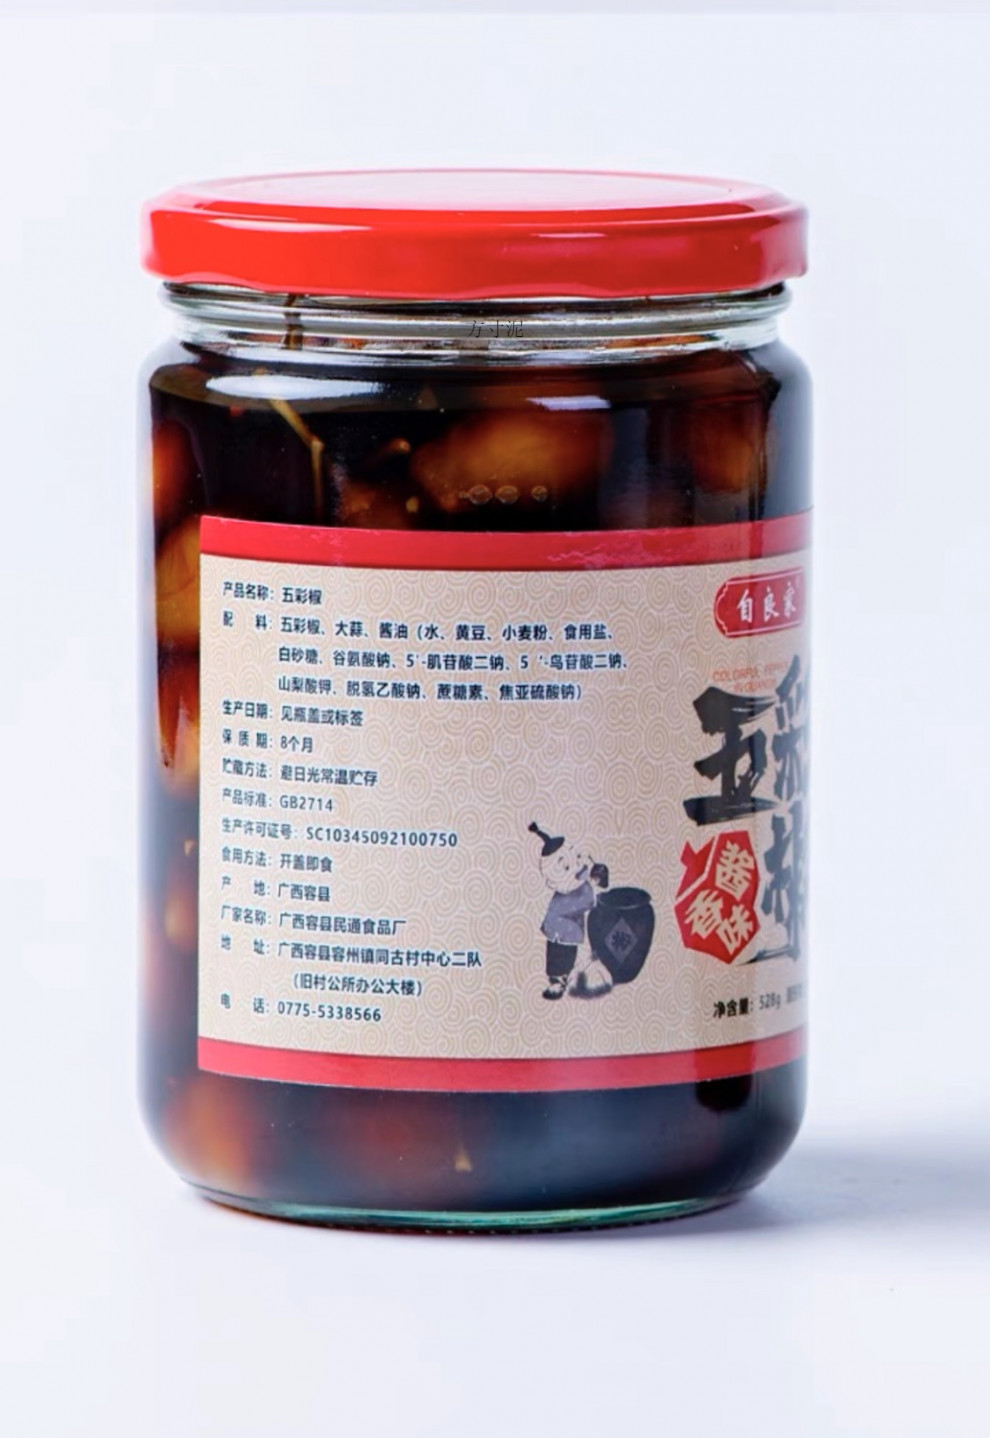 方寸泥
产品名称：五彩椒
配 料：五彩椒、大蒜、酱油（水、黄豆、小麦粉、食用盐、
白砂糖、谷氨酸钠、5'-肌苷酸二钠、5 '-鸟苷酸二钠、
山梨酸钾、脱氢乙酸钠、蔗糖素、焦亚硫酸钠）
生产日期：见瓶盖或标签
保 质 期：8个月
贮藏方法：避日光常温贮存
产品标准：GB2714
生产许可证号：SC10345092100750
食用方法：开盖即食
产 地：广西容县
厂家名称：广西容县民通食品厂
地 址：广西容县容州镇同古村中心二队
（旧村公所办公大楼）
电 话：0775-5338566
自良家
COLORFUL
五彩
椒
酱
香味
净含量：528g